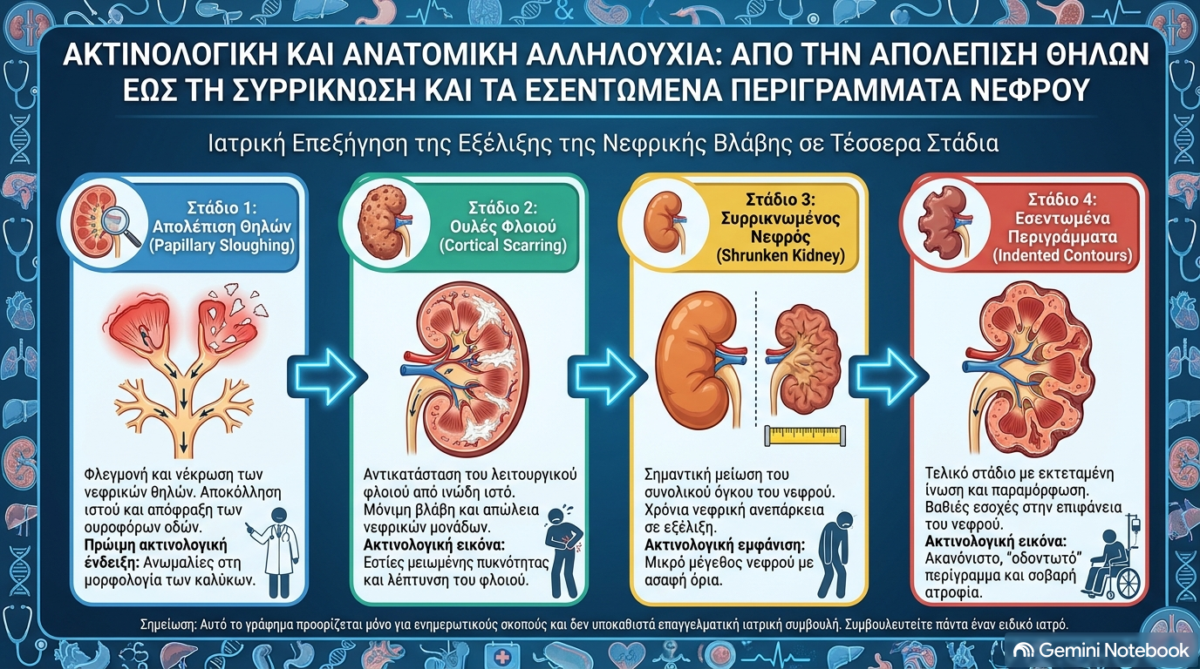 ΑΚΤΙΝΟΛΟΓΙΚΗ ΚΑΙ ΑΝΑΤΟΜΙΚΗ ΑΛΛΗΛΟΥΧΙΑ: ΑΠΟ ΤΗΝ ΑΠΟΛΕΠΙΣΗ ΘΗΛΩΝ
ΕΩΣ ΤΗ ΣΥΡΡΙΚΝΩΣΗ ΚΑΙ ΤΑ ΕΣΕΝΤΩΜΕΝΑ ΠΕΡΙΓΡΑΜΜΑΤΑ ΝΕΦΡΟΥ
Ιατρική Επεξήγηση της Εξέλιξης της Νεφρικής Βλάβης σε Τέσσερα Στάδια
Στάδιο 1:
Απολέπιση Θηλών
(Papillary Sloughing)
Φλεγμονή και νέκρωση των
νεφρικών θηλών. Αποκόλληση
ιστού και απόφραξη των
ουροφόρων οδών.
Πρώιμη ακτινολογική
ένδειξη: Ανωμαλίες στη
μορφολογία των καλύκων.
Στάδιο 2:
Ουλές Φλοιού
(Cortical Scarring)
Αντικατάσταση του λειτουργικού
φλοιού από ινώδη ιστό.
Μόνιμη βλάβη και απώλεια
νεφρικών μονάδων.
Ακτινολογική εικόνα:
Εστίες μειωμένης πυκνότητας
και λέπτυνση του φλοιού.
Στάδιο 3:
Συρρικνωμένος
Νεφρός
(Shrunken Kidney)
Σημαντική μείωση του
συνολικού όγκου του νεφρού.
Χρόνια νεφρική ανεπάρκεια
σε εξέλιξη.
Ακτινολογική εμφάνιση:
Μικρό μέγεθος νεφρού με
ασαφή όρια.
Στάδιο 4:
Εσεντωμένα
Περιγράμματα
(Indented Contours)
Τελικό στάδιο με εκτεταμένη
ίνωση και παραμόρφωση.
Βαθιές εσοχές στην επιφάνεια
του νεφρού.
Ακτινολογική εικόνα:
Ακανόνιστο, "οδοντωτό"
περίγραμμα και σοβαρή
ατροφία.
Σημείωση: Αυτό το γράφημα προορίζεται μόνο για ενημερωτικούς σκοπούς και δεν υποκαθιστά επαγγελματική ιατρική συμβουλή. Συμβουλευτείτε πάντα έναν ειδικό ιατρό.
Gemini Notebook